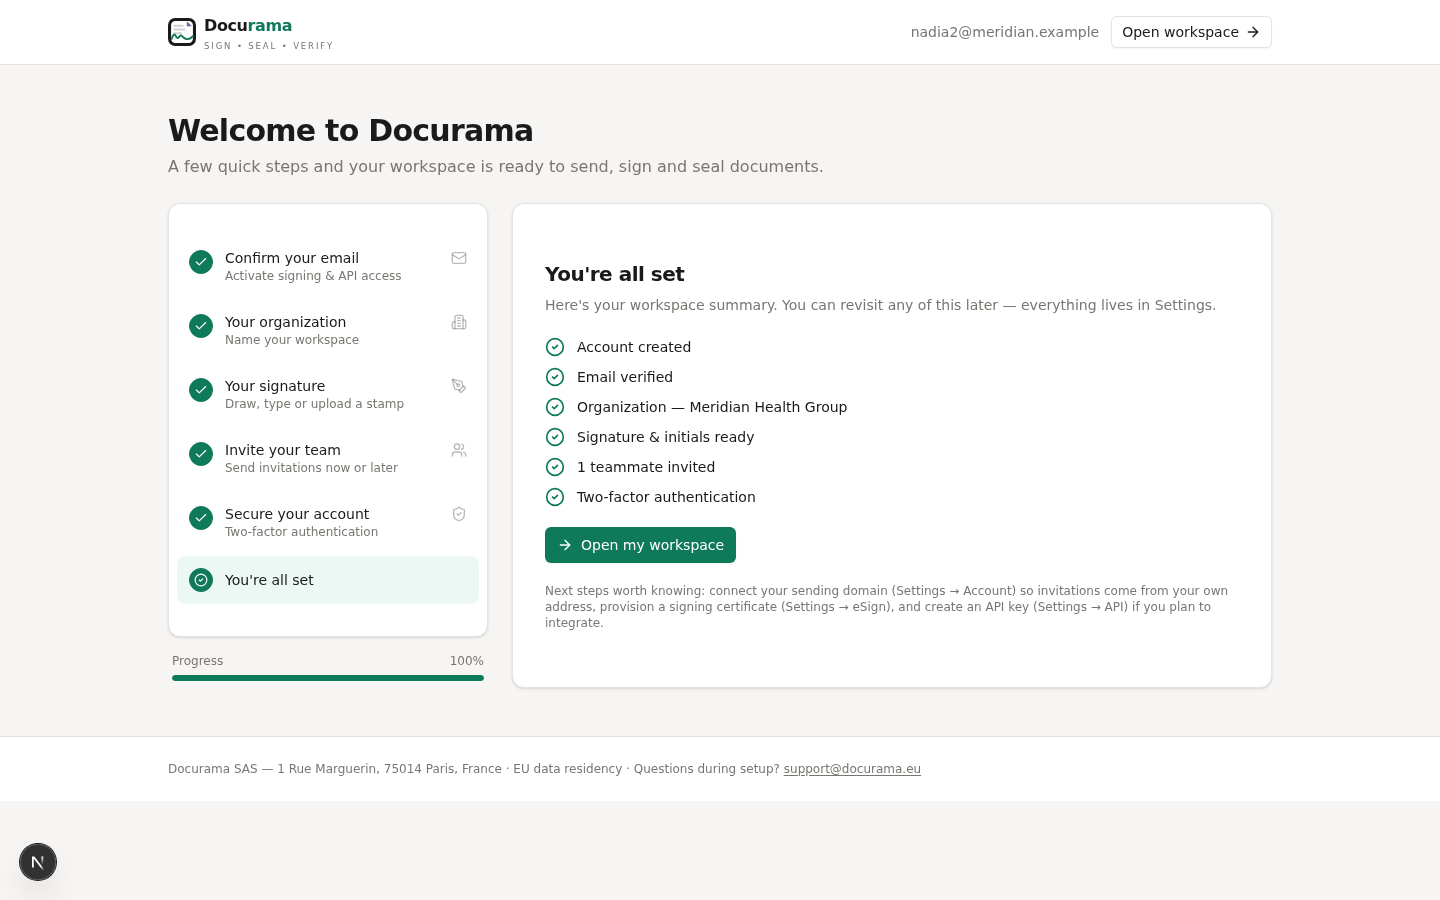 Docurama
SIGN • SEAL • VERIFY
nadia2@meridian.example
Open workspace
Welcome to Docurama
A few quick steps and your workspace is ready to send, sign and seal documents.
Confirm your email
Activate signing & API access
Your organization
Name your workspace
Your signature
Draw, type or upload a stamp
Invite your team
Send invitations now or later
Secure your account
Two-factor authentication
You're all set
Progress
100%
You're all set
Here's your workspace summary. You can revisit any of this later — everything lives in Settings.
Account created
Email verified
Organization — Meridian Health Group
Signature & initials ready
1 teammate invited
Two-factor authentication
Open my workspace
Next steps worth knowing: connect your sending domain (Settings → Account) so invitations come from your own
address, provision a signing certificate (Settings → eSign), and create an API key (Settings → API) if you plan to
integrate.
Docurama SAS — 1 Rue Marguerin, 75014 Paris, France · EU data residency · Questions during setup? support@docurama.eu
N